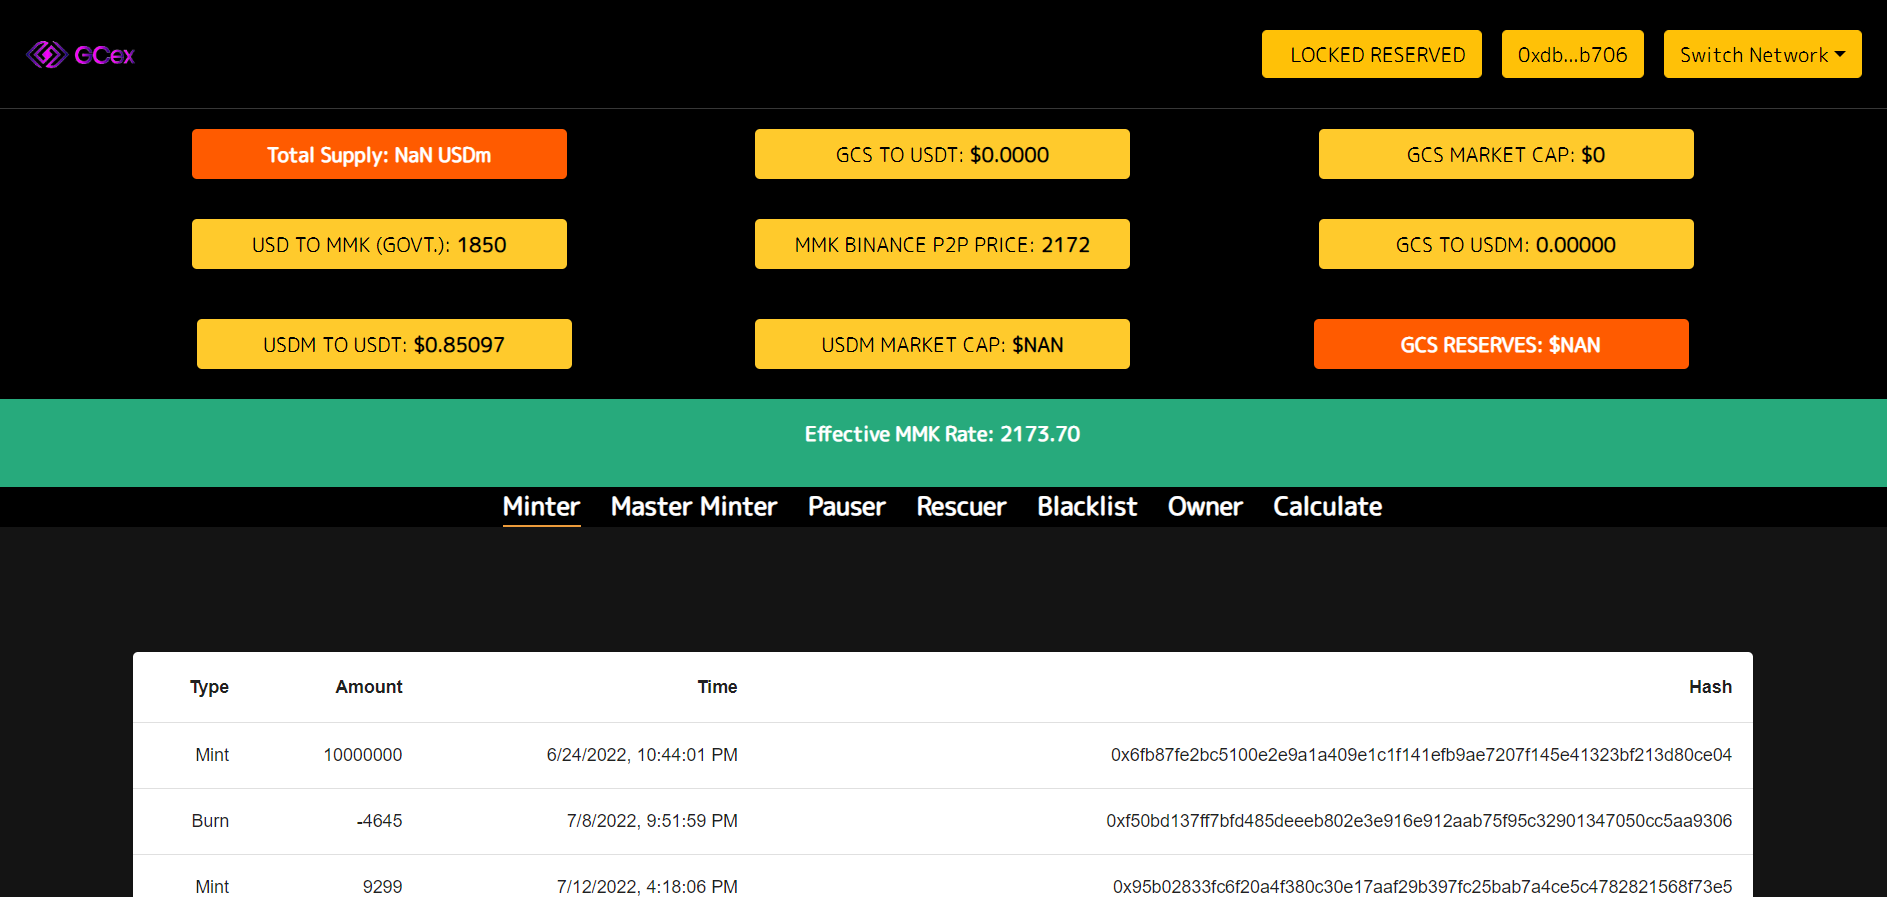 GCex
LOCKED RESERVED
0xdb...b706
Switch Network
Total Supply: NaN USDm
GCS TO USDT: $0.0000
GCS MARKET CAP: $0
USD TO MMK (GOVT.): 1850
MMK BINANCE P2P PRICE: 2172
GCS TO USDM: 0.00000
USDM TO USDT: $0.85097
USDM MARKET CAP: $NAN
GCS RESERVES: $NAN
Effective MMK Rate: 2173.70
Minter Master Minter Pauser Rescuer Blacklist Owner Calculate
Type Amount Time Hash
Mint 10000000 6/24/2022, 10:44:01 PM 0x6fb87fe2bc5100e2e9a1a409e1c1f141efb9ae7207f145e41323bf213d80ce04
Burn -4645 7/8/2022, 9:51:59 PM 0xf50bd137ff7bfd485deeeb802e3e916e912aab75f95c32901347050cc5aa9306
Mint 9299 7/12/2022, 4:18:06 PM 0x95b02833fc6f20a4f380c30e17aaf29b397fc25bab7a4ce5c4782821568f73e5